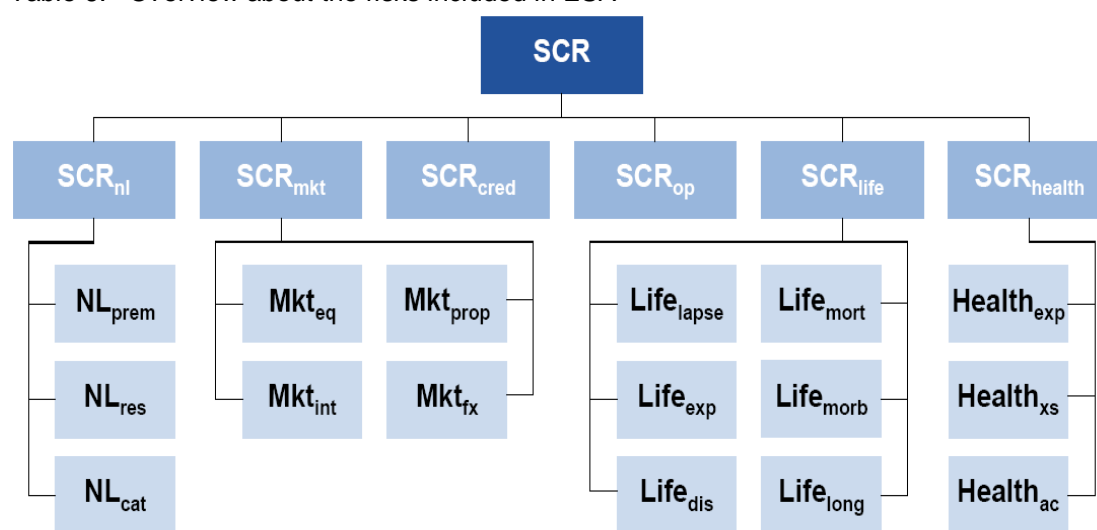 SCR
SCRnl SCRmkt SCRcred SCRop SCRlife SCRhealth
NLprem Mkteq Mktprop Lifelapse Lifemort Healthexp
NLres Mktint Mktfx Lifeexp Lifemorb Healthxs
NLcat Lifedis Lifelong Healthac